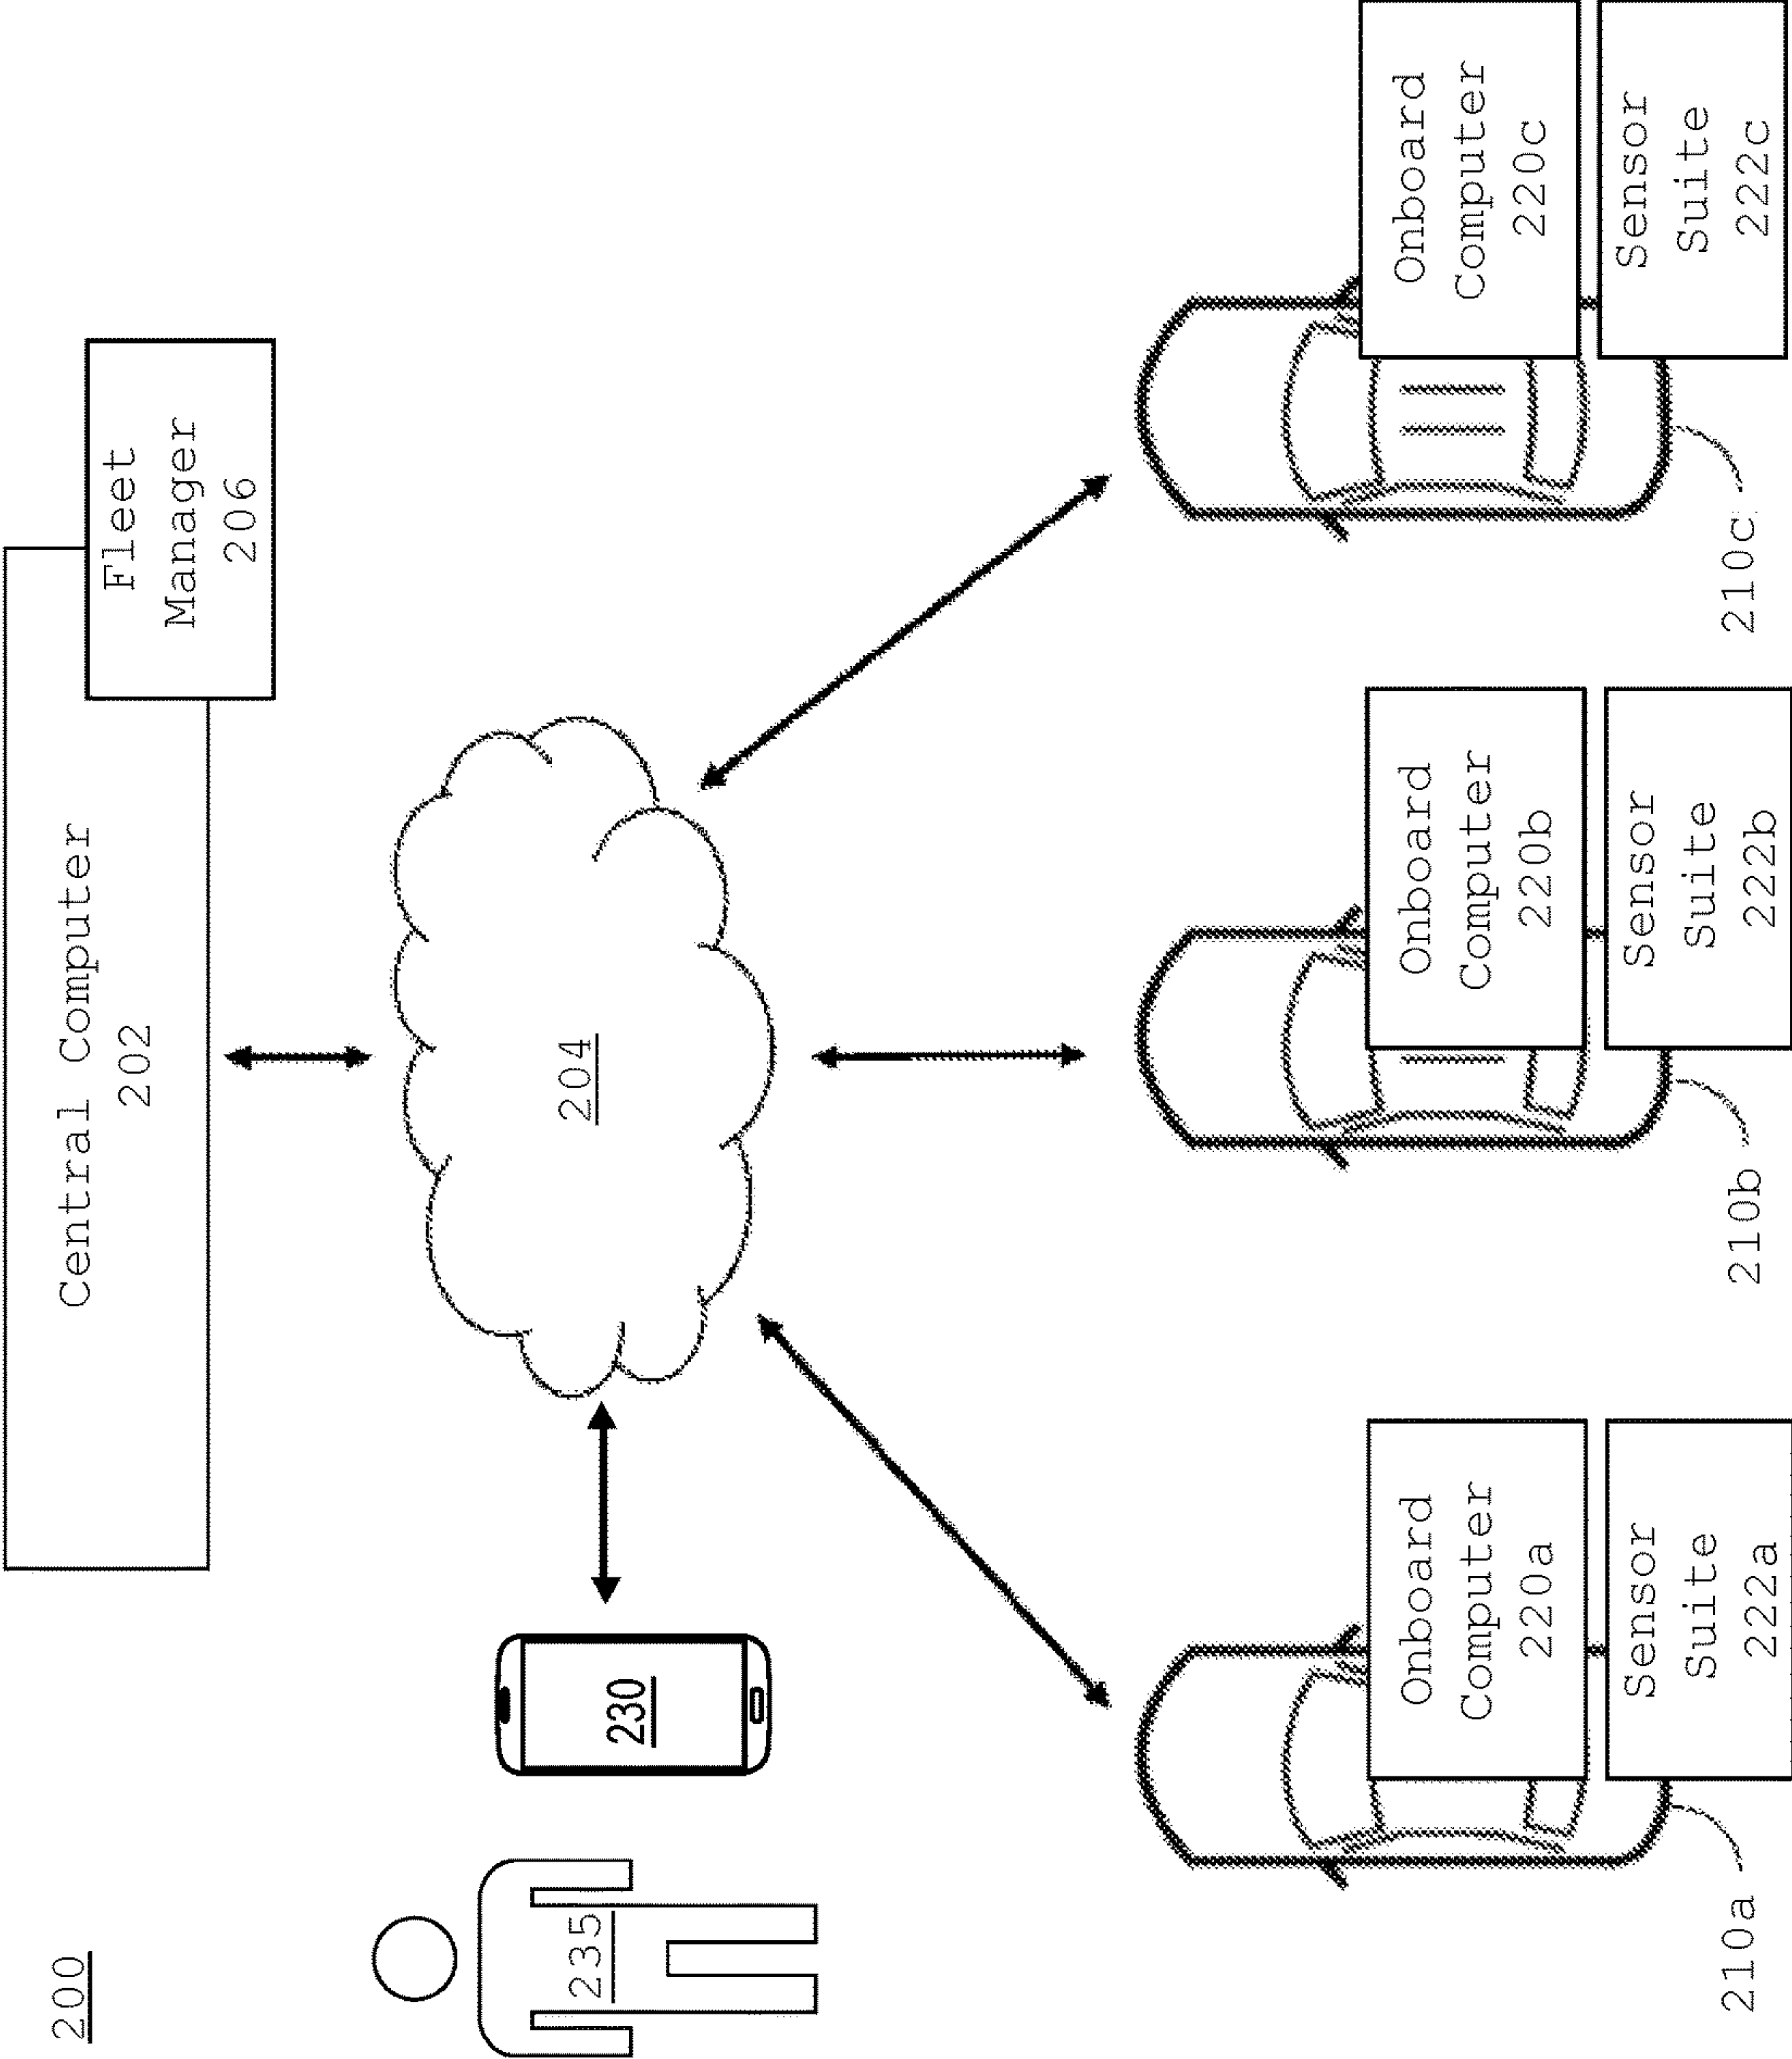 200
Central Computer
202
Fleet
Manager
206
235
230
204
Onboard
Computer
220a
Sensor
Suite
222a
210a
Onboard
Computer
220b
Sensor
Suite
222b
210b
Onboard
Computer
220c
Sensor
Suite
222c
210c